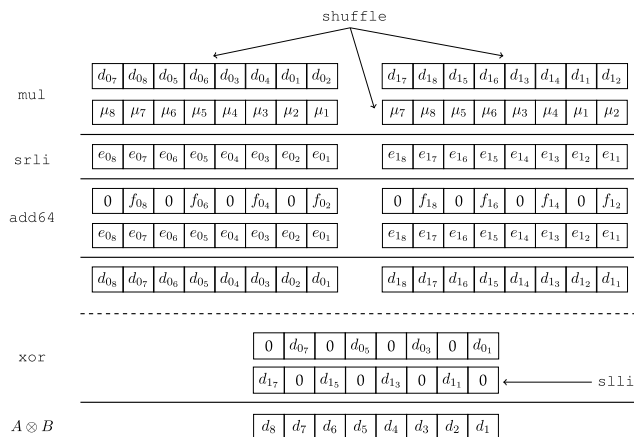 shuffle
d₀₇ d₀₈ d₀₅ d₀₆ d₀₃ d₀₄ d₀₁ d₀₂ d₁₇ d₁₈ d₁₅ d₁₆ d₁₃ d₁₄ d₁₁ d₁₂
mul
μ₈ μ₇ μ₆ μ₅ μ₄ μ₃ μ₂ μ₁ μ₇ μ₈ μ₅ μ₆ μ₃ μ₄ μ₁ μ₂
srli e₀₈ e₀₇ e₀₆ e₀₅ e₀₄ e₀₃ e₀₂ e₀₁ e₁₈ e₁₇ e₁₆ e₁₅ e₁₄ e₁₃ e₁₂ e₁₁
0 f₀₈ 0 f₀₆ 0 f₀₄ 0 f₀₂ 0 f₁₈ 0 f₁₆ 0 f₁₄ 0 f₁₂
add64
e₀₈ e₀₇ e₀₆ e₀₅ e₀₄ e₀₃ e₀₂ e₀₁ e₁₈ e₁₇ e₁₆ e₁₅ e₁₄ e₁₃ e₁₂ e₁₁
d₀₈ d₀₇ d₀₆ d₀₅ d₀₄ d₀₃ d₀₂ d₀₁ d₁₈ d₁₇ d₁₆ d₁₅ d₁₄ d₁₃ d₁₂ d₁₁
0 d₀₇ 0 d₀₅ 0 d₀₃ 0 d₀₁
xor
d₁₇ 0 d₁₅ 0 d₁₃ 0 d₁₁ 0 slli
A ⊗ B d₈ d₇ d₆ d₅ d₄ d₃ d₂ d₁